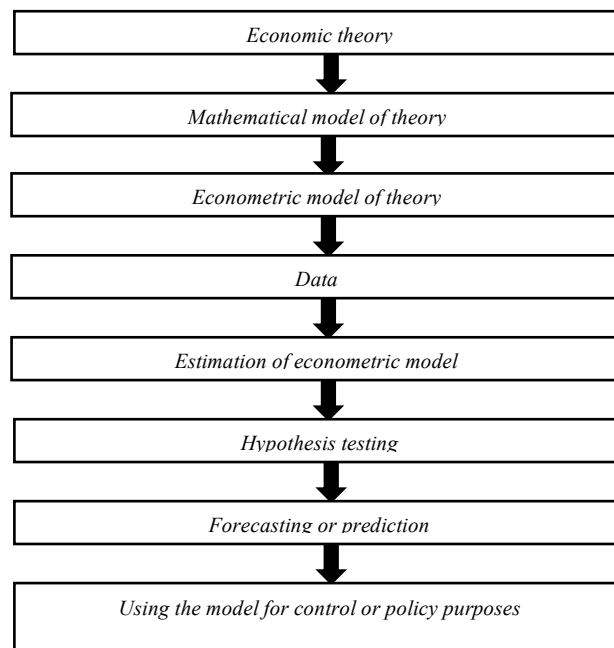 Economic theory
Mathematical model of theory
Econometric model of theory
Data
Estimation of econometric model
Hypothesis testing
Forecasting or prediction
Using the model for control or policy purposes